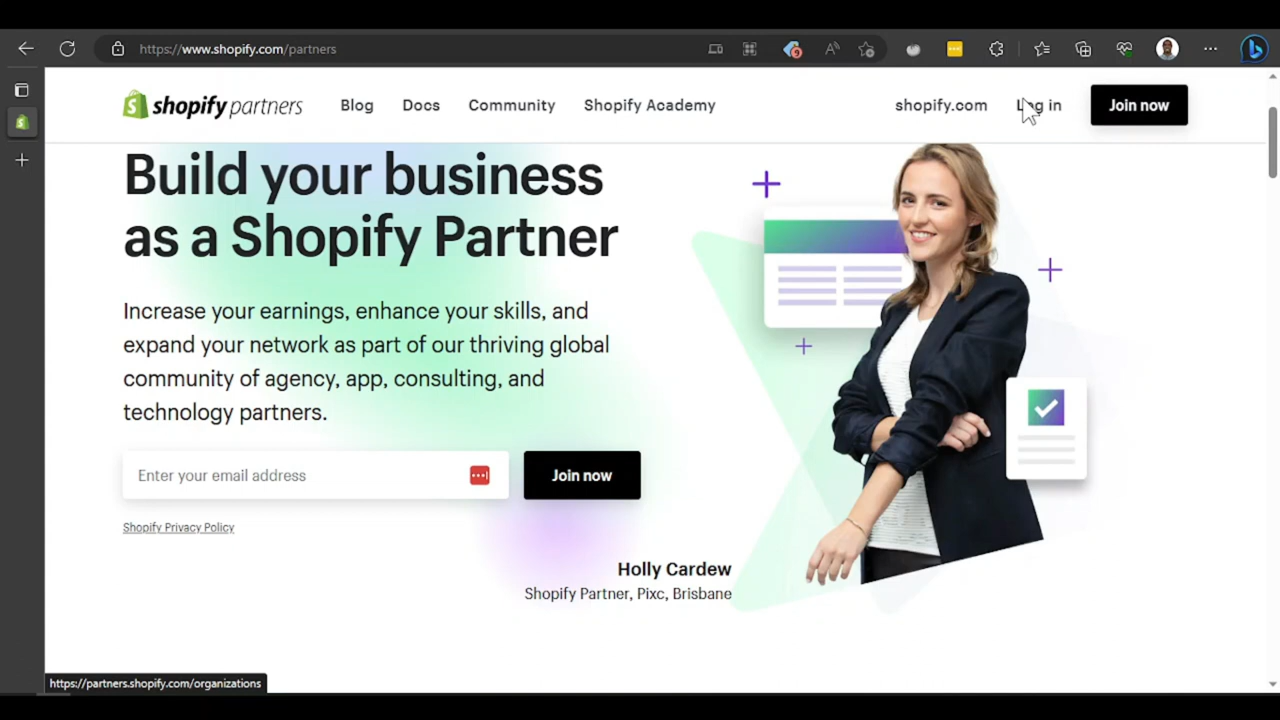 https://www.shopify.com/partners
shopify partners Blog Docs Community Shopify Academy shopify.com Log in Join now
Build your business
as a Shopify Partner
Increase your earnings, enhance your skills, and
expand your network as part of our thriving global
community of agency, app, consulting, and
technology partners.
Enter your email address Join now
Shopify Privacy Policy
Holly Cardew
Shopify Partner, Pixc, Brisbane
https://partners.shopify.com/organizations